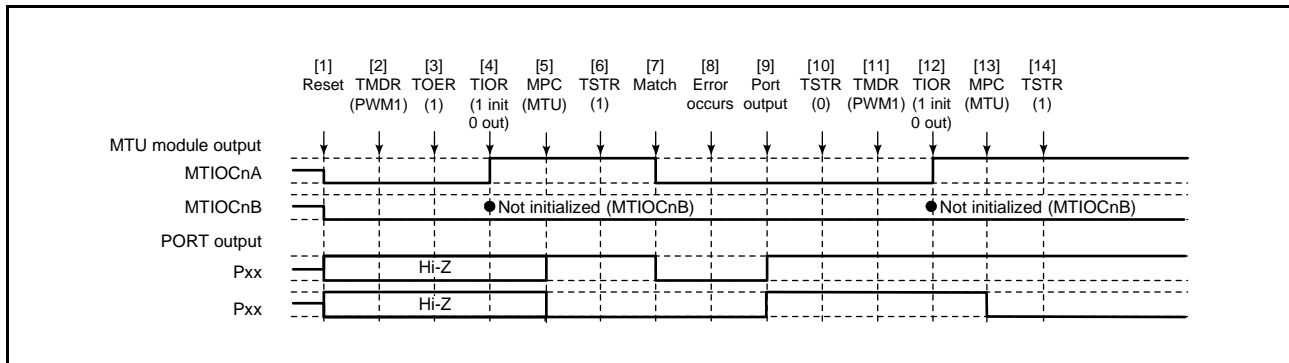 [1] [2] [3] [4] [5] [6] [7] [8] [9] [10] [11] [12] [13] [14]
Reset TMDR TOER TIOR MPC TSTR Match Error Port TSTR TMDR TIOR MPC TSTR
(PWM1) (1) (1 init (MTU) (1) occurs output (0) (PWM1) (1 init (MTU) (1)
0 out) 0 out)
MTU module output
MTIOCnA
MTIOCnB Not initialized (MTIOCnB) Not initialized (MTIOCnB)
PORT output
Pxx Hi-Z
Pxx Hi-Z